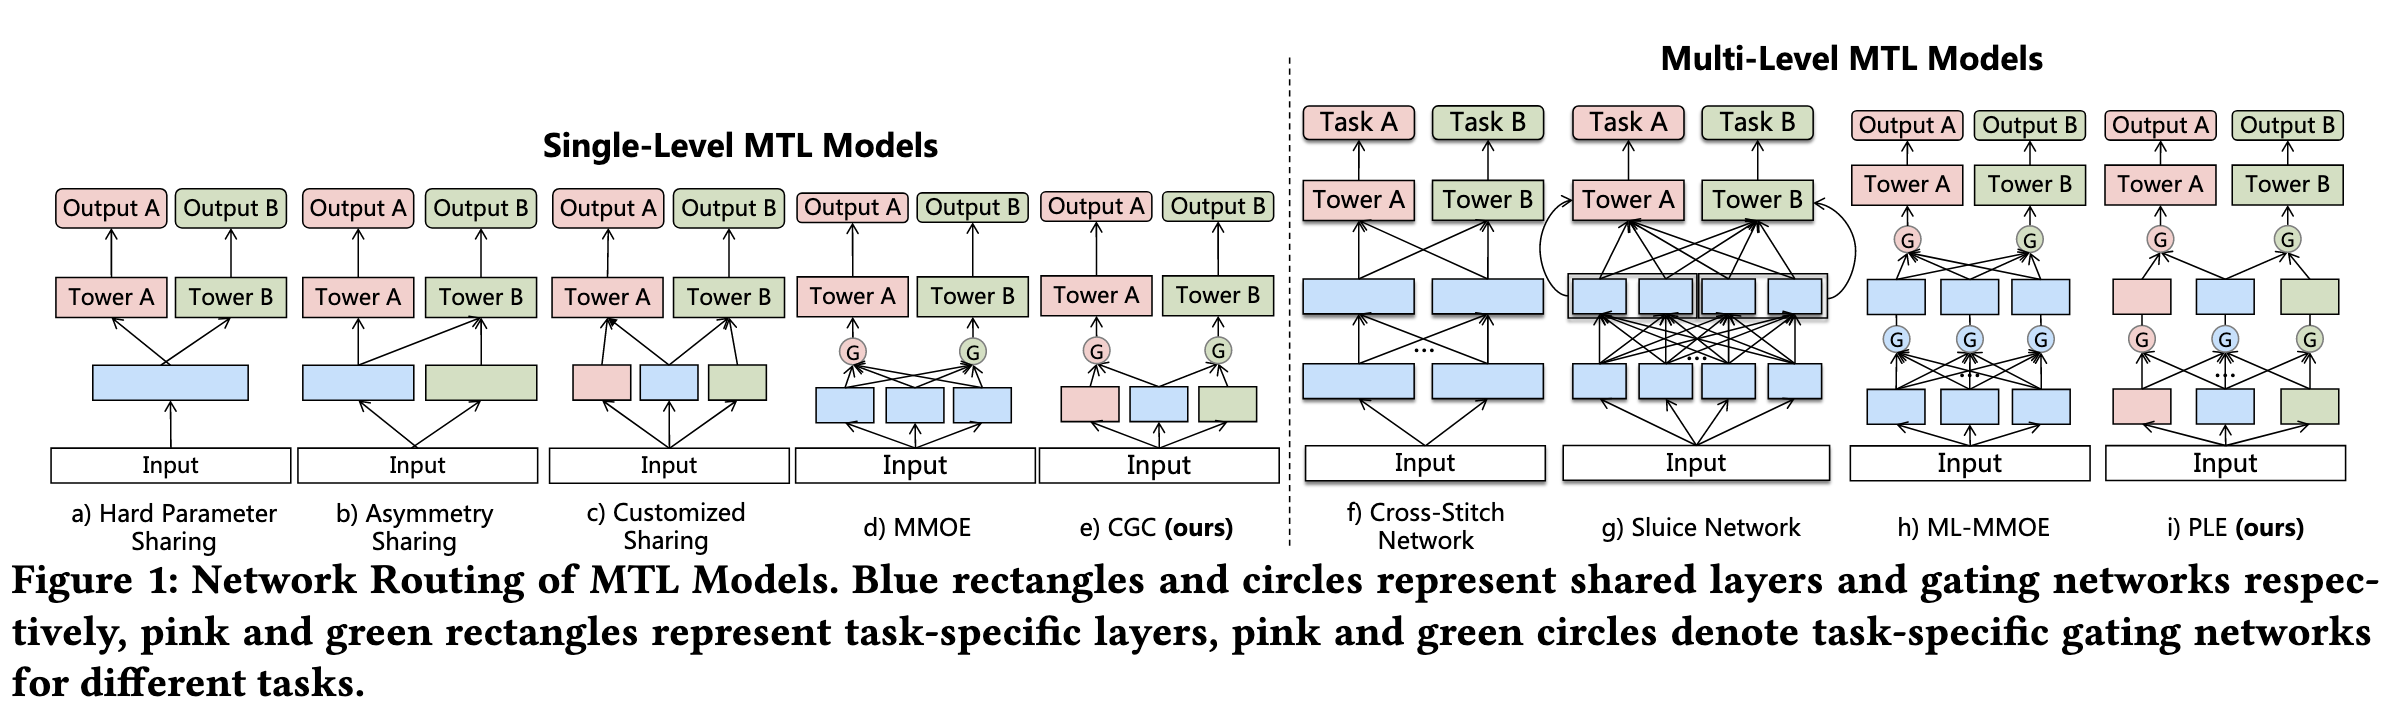 Multi-Level MTL Models
Single-Level MTL Models
Output A Output B Output A Output B Output A Output B Output A Output B Output A Output B Task A Task B Task A Task B Output A Output B Output A Output B
Tower A Tower B Tower A Tower B Tower A Tower B Tower A Tower B Tower A Tower B Tower A Tower B Tower A Tower B Tower A Tower B Tower A Tower B
G G G G
G G G G
... ... G G G G G G
... ...
Input Input Input Input Input Input Input Input Input
a) Hard Parameter
Sharing
b) Asymmetry
Sharing
c) Customized
Sharing
d) MMOE
e) CGC (ours)
f) Cross-Stitch
Network
g) Sluice Network
h) ML-MMOE
i) PLE (ours)
Figure 1: Network Routing of MTL Models. Blue rectangles and circles represent shared layers and gating networks respec-
tively, pink and green rectangles represent task-specific layers, pink and green circles denote task-specific gating networks
for different tasks.